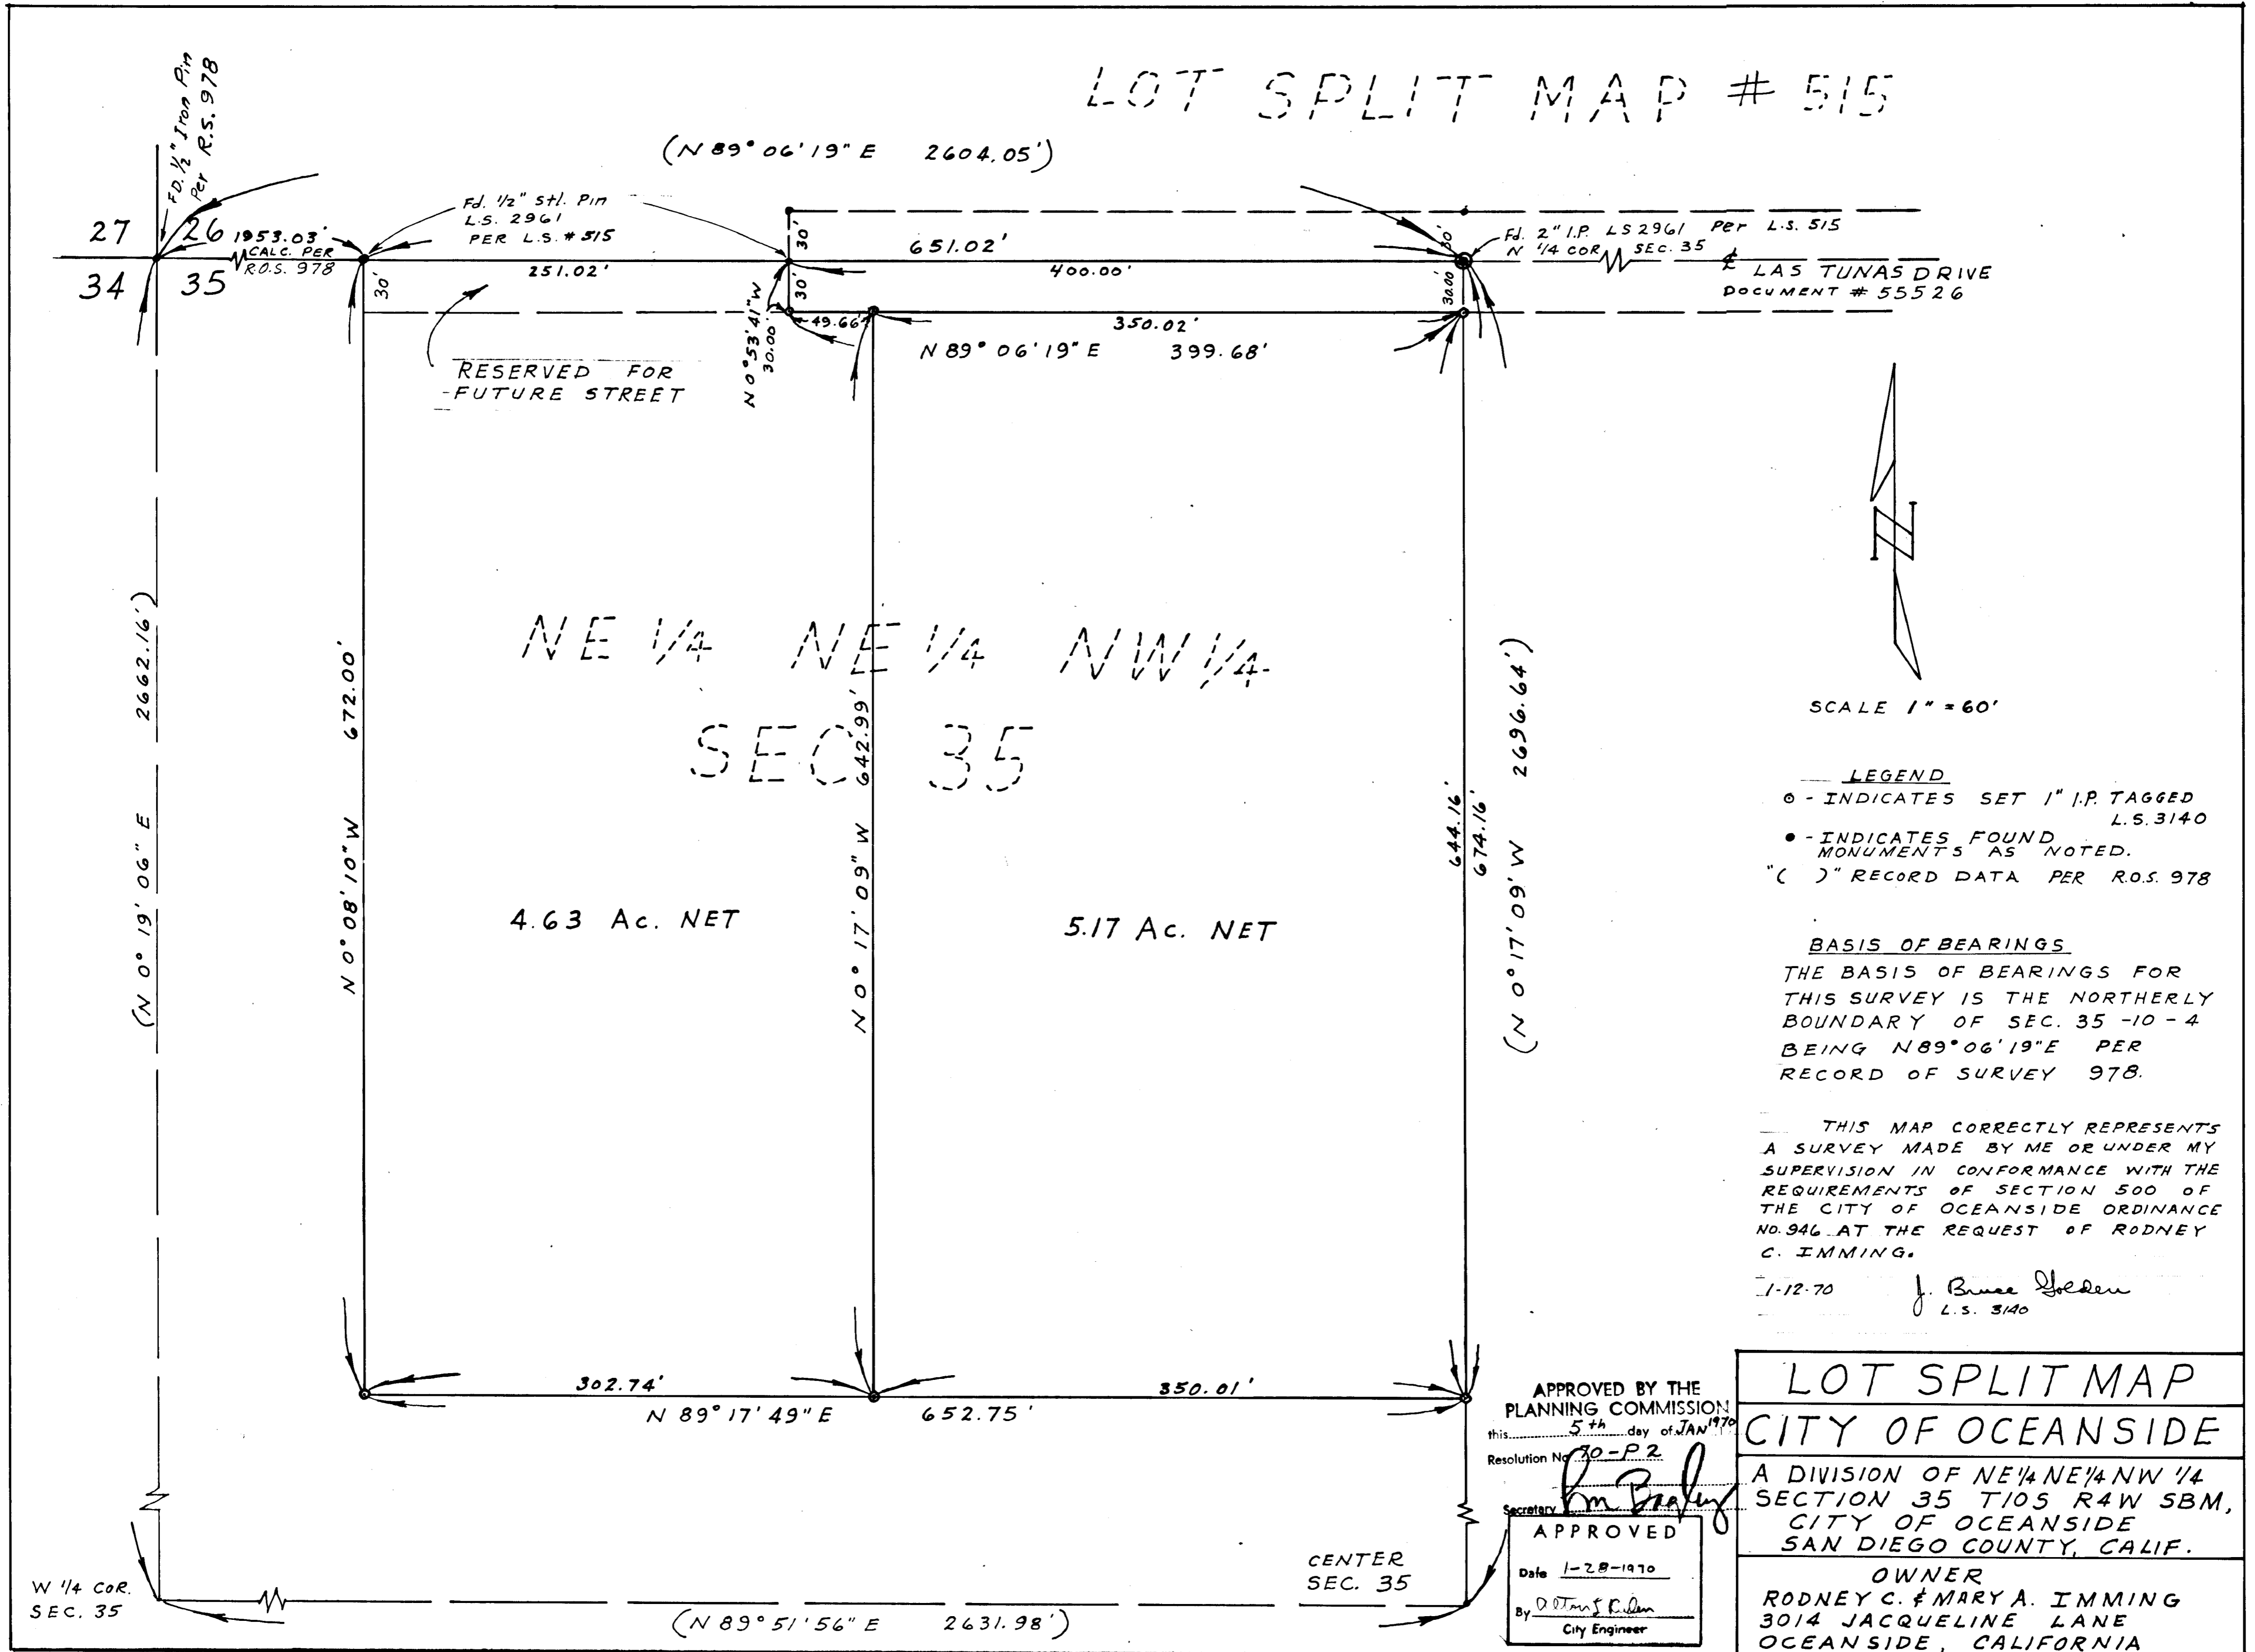 LOT SPLIT MAP # 515
FD. 1/2" Iron Pin
Per R.S. 978
(N 89° 06' 19" E 2604.05')
27
26
34
35
1953.03'
CALC. PER
R.O.S. 978
Fd. 1/2" Stl. Pin
L.S. 2961
PER L.S. # 515
30'
251.02'
30'
30'
651.02'
400.00'
30'
30.00'
Fd. 2" I.P. LS 2961 Per L.S. 515
N 1/4 COR SEC. 35
℄ LAS TUNAS DRIVE
DOCUMENT # 55526
N 0° 53' 41" W
30.00'
49.66'
350.02'
N 89° 06' 19" E 399.68'
RESERVED FOR
FUTURE STREET
NE 1/4 NE 1/4 NW 1/4
SEC 35
(N 0° 19' 06" E 2662.16')
N 0° 08' 10" W 672.00'
N 0° 17' 09" W 642.99'
644.16'
674.16'
(N 0° 17' 09" W 2696.64')
4.63 Ac. NET
5.17 Ac. NET
302.74'
350.01'
N 89° 17' 49" E 652.75'
W 1/4 COR.
SEC. 35
(N 89° 51' 56" E 2631.98')
CENTER
SEC. 35
N
SCALE 1" = 60'
LEGEND
⊙ - INDICATES SET 1" I.P. TAGGED
L.S. 3140
● - INDICATES FOUND
MONUMENTS AS NOTED.
"( )" RECORD DATA PER R.O.S. 978
BASIS OF BEARINGS
THE BASIS OF BEARINGS FOR
THIS SURVEY IS THE NORTHERLY
BOUNDARY OF SEC. 35 -10 - 4
BEING N 89° 06' 19" E PER
RECORD OF SURVEY 978.
THIS MAP CORRECTLY REPRESENTS
A SURVEY MADE BY ME OR UNDER MY
SUPERVISION IN CONFORMANCE WITH THE
REQUIREMENTS OF SECTION 500 OF
THE CITY OF OCEANSIDE ORDINANCE
NO. 946 AT THE REQUEST OF RODNEY
C. IMMING.
1-12-70 J. Bruce Golden
L.S. 3140
APPROVED BY THE
PLANNING COMMISSION
this 5th day of JAN 1970
Resolution No 70-P2
Secretary
APPROVED
Date 1-28-1970
By
City Engineer
LOT SPLIT MAP
CITY OF OCEANSIDE
A DIVISION OF NE 1/4 NE 1/4 NW 1/4
SECTION 35 T10S R4W SBM,
CITY OF OCEANSIDE
SAN DIEGO COUNTY, CALIF.
OWNER
RODNEY C. & MARY A. IMMING
3014 JACQUELINE LANE
OCEANSIDE, CALIFORNIA